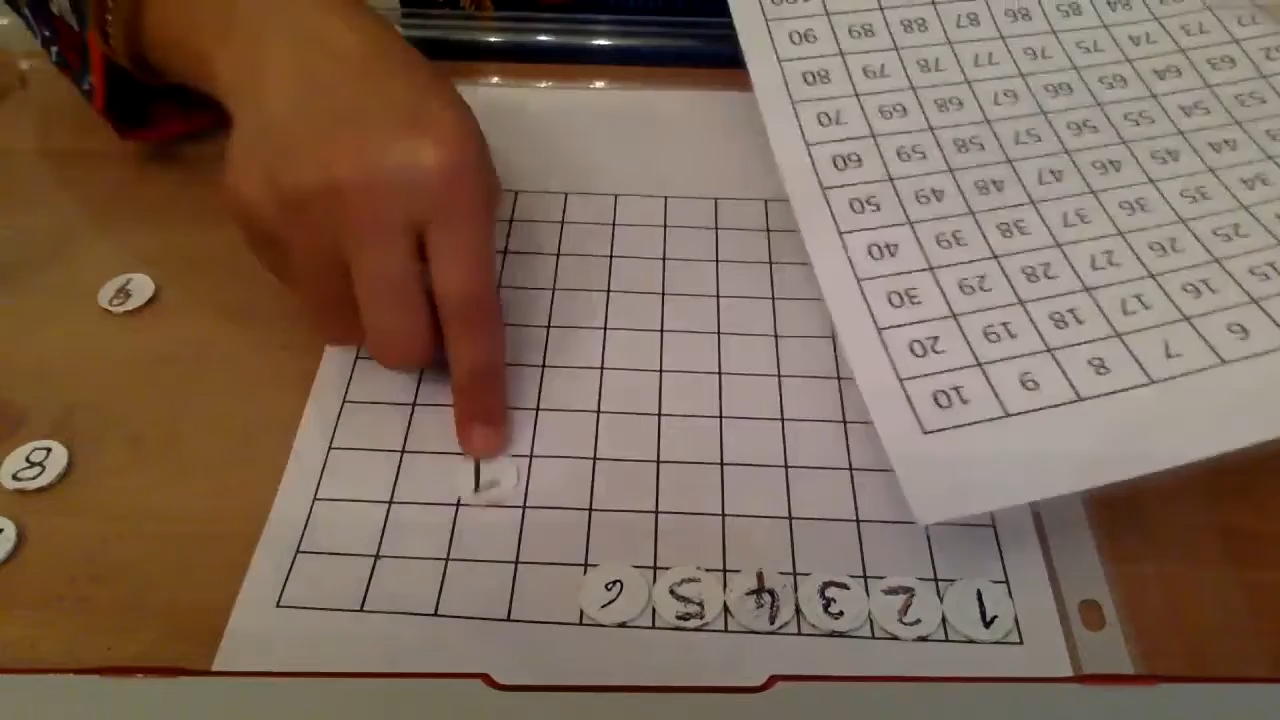 1 2 3 4 5 6
7
8
9
6 7 8 9 10
15 16 17 18 19 20
25 26 27 28 29 30
34 35 36 37 38 39 40
44 45 46 47 48 49 50
53 54 55 56 57 58 59 60
63 64 65 66 67 68 69 70
73 74 75 76 77 78 79 80
84 85 86 87 88 89 90
100